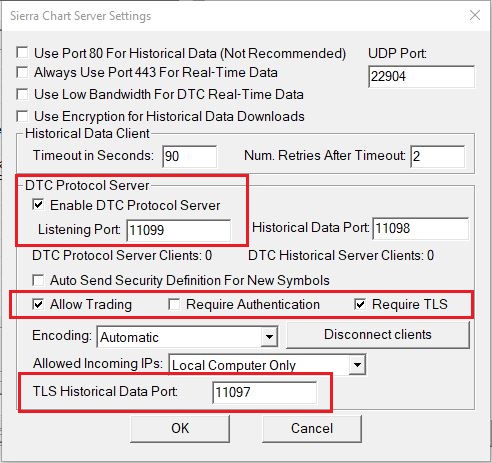 Sierra Chart Server Settings
Use Port 80 For Historical Data (Not Recommended)
UDP Port:
Always Use Port 443 For Real-Time Data
22904
Use Low Bandwidth For DTC Real-Time Data
Use Encryption for Historical Data Downloads
Historical Data Client
Timeout in Seconds: 90 Num. Retries After Timeout: 2
DTC Protocol Server
Enable DTC Protocol Server
Listening Port: 11099 Historical Data Port: 11098
DTC Protocol Server Clients: 0 DTC Historical Server Clients: 0
Auto Send Security Definition For New Symbols
Allow Trading Require Authentication Require TLS
Encoding: Automatic Disconnect clients
Allowed Incoming IPs: Local Computer Only
TLS Historical Data Port: 11097
OK Cancel